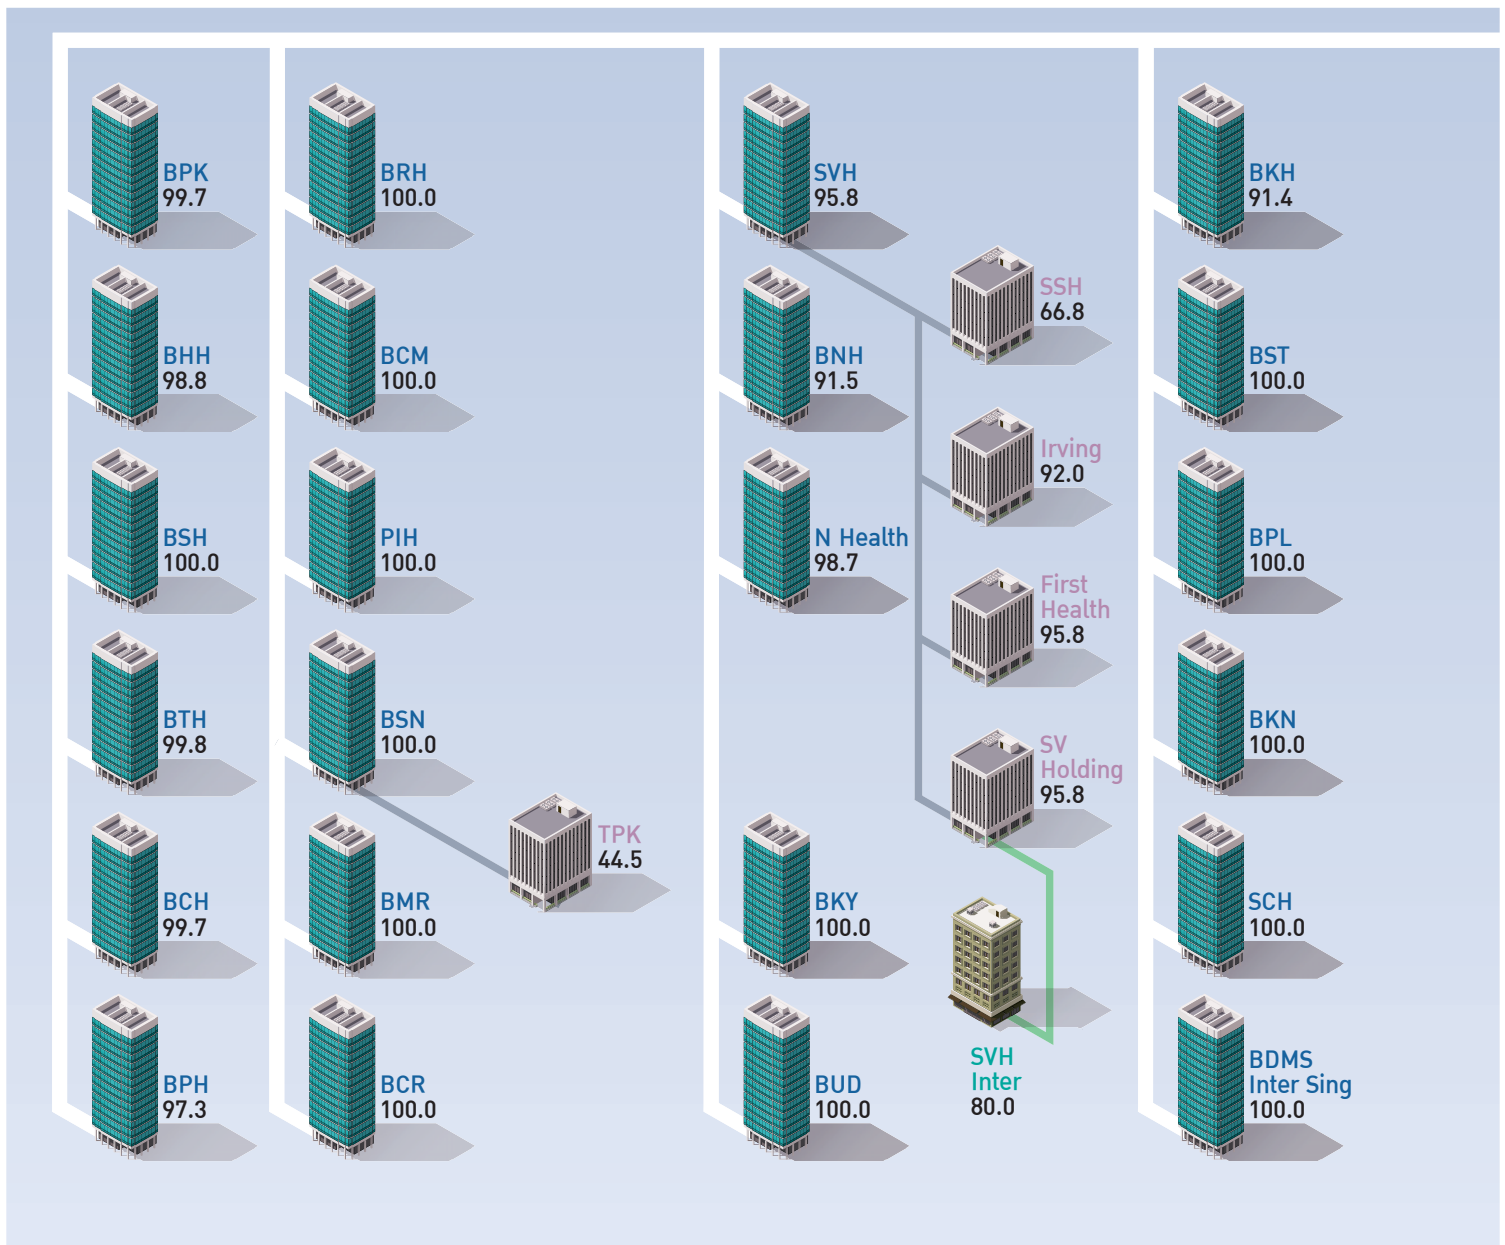 BPK
99.7
BHH
98.8
BSH
100.0
BTH
99.8
BCH
99.7
BPH
97.3
BRH
100.0
BCM
100.0
PIH
100.0
BSN
100.0
TPK
44.5
BMR
100.0
BCR
100.0
SVH
95.8
SSH
66.8
BNH
91.5
Irving
92.0
N Health
98.7
First
Health
95.8
SV
Holding
95.8
BKY
100.0
SVH
Inter
80.0
BUD
100.0
BKH
91.4
BST
100.0
BPL
100.0
BKN
100.0
SCH
100.0
BDMS
Inter Sing
100.0